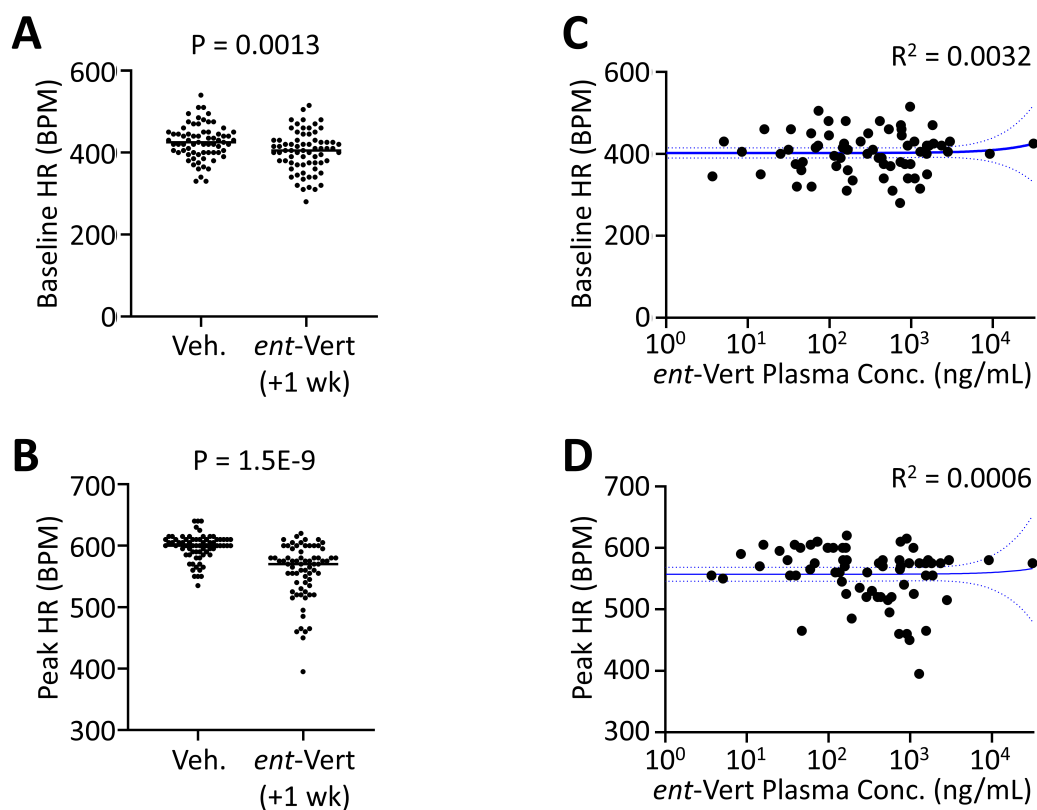 A
P = 0.0013
Baseline HR (BPM)
600
400
200
0
Veh.
ent-Vert
(+1 wk)
C
R² = 0.0032
Baseline HR (BPM)
600
400
200
0
10⁰ 10¹ 10² 10³ 10⁴
ent-Vert Plasma Conc. (ng/mL)
B
P = 1.5E-9
Peak HR (BPM)
700
600
500
400
300
Veh.
ent-Vert
(+1 wk)
D
R² = 0.0006
Peak HR (BPM)
700
600
500
400
300
10⁰ 10¹ 10² 10³ 10⁴
ent-Vert Plasma Conc. (ng/mL)